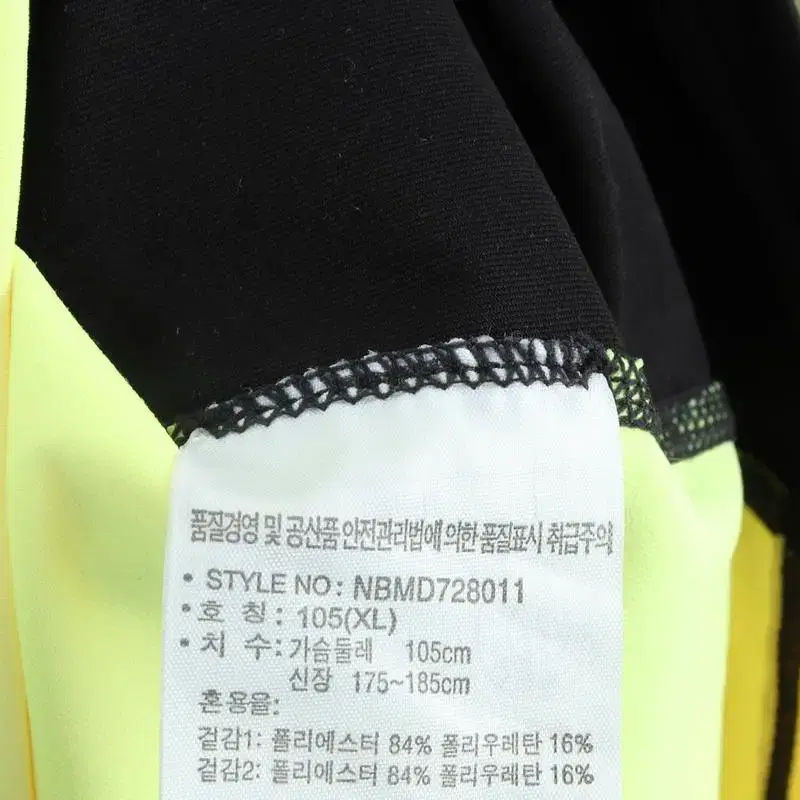 품질경영 및 공산품안전관리법에 의한 품질표시 취급주의
• STYLE NO: NBMD728011
• 호 칭: 105(XL)
• 치 수: 가슴둘레 105cm
신장 175~185cm
혼용율:
겉감1: 폴리에스터 84% 폴리우레탄 16%
겉감2: 폴리에스터 84% 폴리우레탄 16%